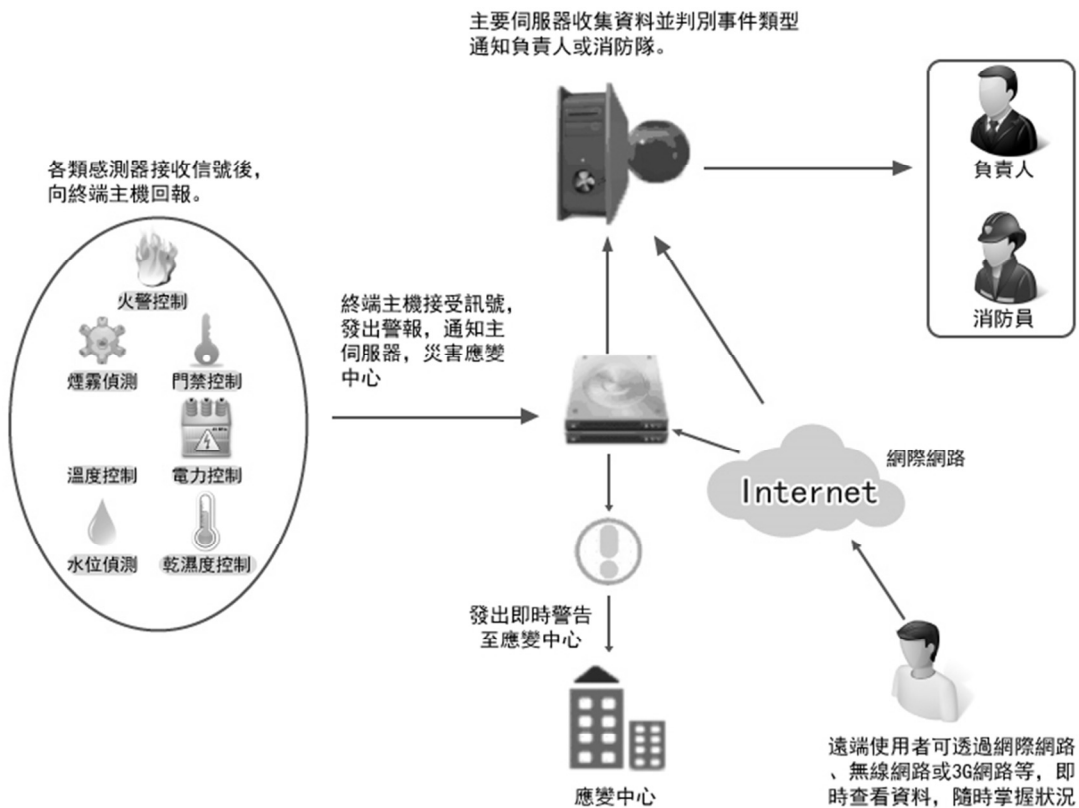 主要伺服器收集資料並判別事件類型
通知負責人或消防隊。
負責人
消防員
各類感測器接收信號後，
向終端主機回報。
火警控制
煙霧偵測
門禁控制
溫度控制
電力控制
水位偵測
乾濕度控制
終端主機接受訊號，
發出警報，通知主
伺服器，災害應變
中心
網際網路
Internet
發出即時警告
至應變中心
應變中心
遠端使用者可透過網際網路
、無線網路或3G網路等，即
時查看資料，隨時掌握狀況